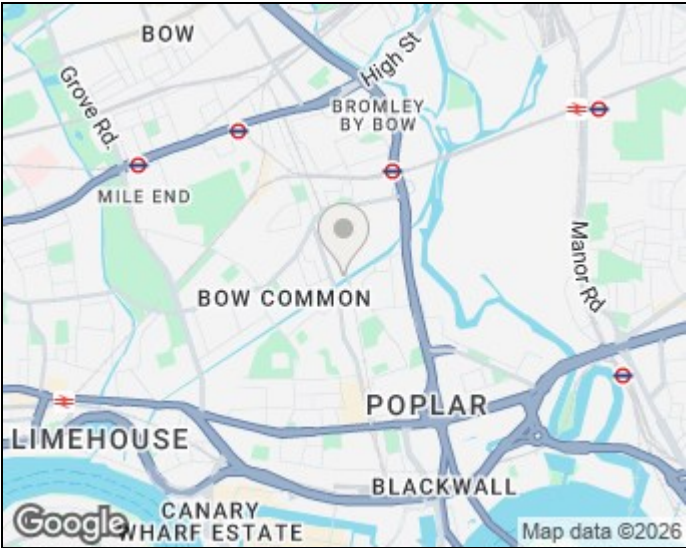 BOW
High St
Grove Rd.
BROMLEY
BY BOW
MILE END
Manor Rd
BOW COMMON
POPLAR
LIMEHOUSE
BLACKWALL
CANARY
WHARF ESTATE
Google
Map data ©2026